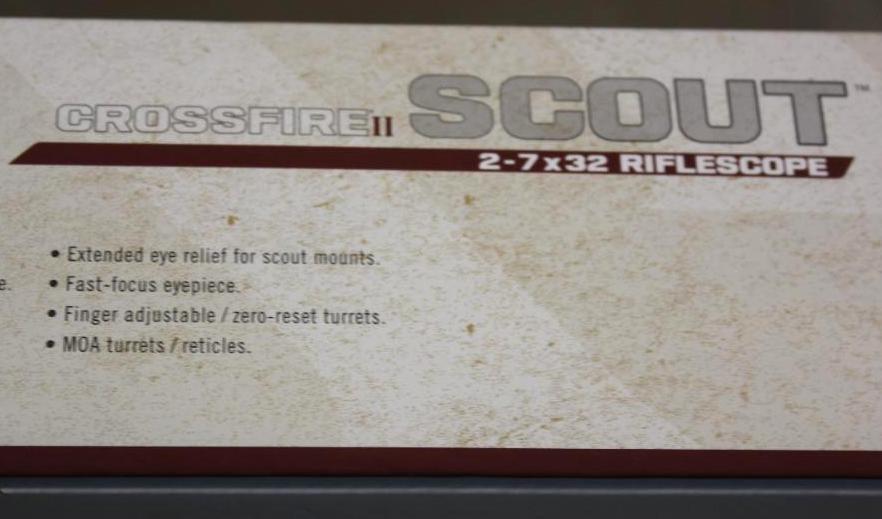 CROSSFIRE II SCOUT™
2-7x32 RIFLESCOPE
• Extended eye relief for scout mounts.
e. • Fast-focus eyepiece.
• Finger adjustable / zero-reset turrets.
• MOA turrets / reticles.